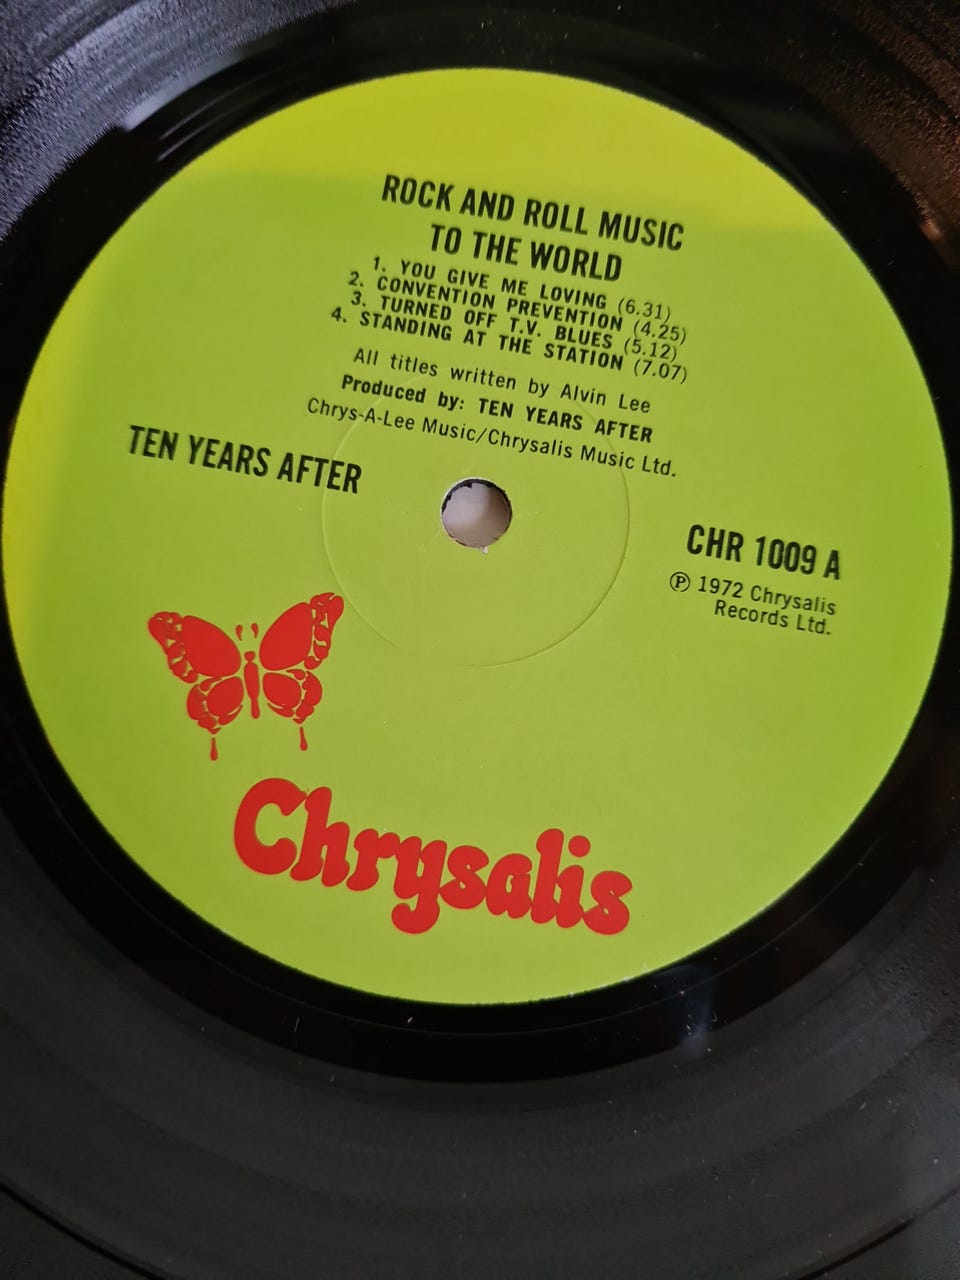 ROCK AND ROLL MUSIC
TO THE WORLD
1. YOU GIVE ME LOVING (6.31)
2. CONVENTION PREVENTION (4.25)
3. TURNED OFF T.V. BLUES (5.12)
4. STANDING AT THE STATION (7.07)
All titles written by Alvin Lee
Produced by: TEN YEARS AFTER
Chrys-A-Lee Music/Chrysalis Music Ltd.
TEN YEARS AFTER
CHR 1009 A
℗ 1972 Chrysalis
Records Ltd.
Chrysalis